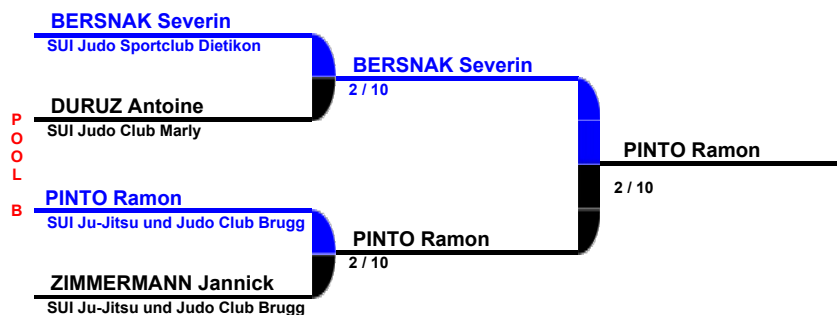 BERSNAK Severin
SUI Judo Sportclub Dietikon
BERSNAK Severin
2 / 10
DURUZ Antoine
SUI Judo Club Marly
POOL B
PINTO Ramon
2 / 10
PINTO Ramon
SUI Ju-Jitsu und Judo Club Brugg
PINTO Ramon
2 / 10
ZIMMERMANN Jannick
SUI Ju-Jitsu und Judo Club Brugg